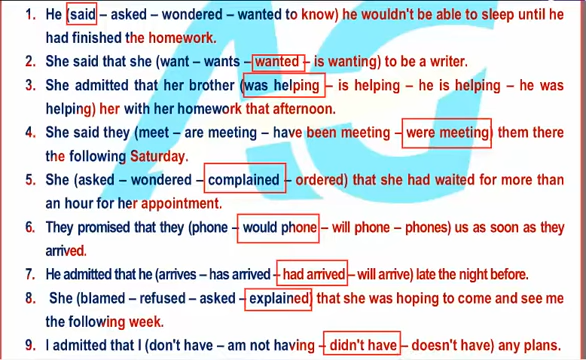 1. He (said – asked – wondered – wanted to know) he wouldn't be able to sleep until he
had finished the homework.
2. She said that she (want – wants – wanted – is wanting) to be a writer.
3. She admitted that her brother (was helping – is helping – he is helping – he was
helping) her with her homework that afternoon.
4. She said they (meet – are meeting – have been meeting – were meeting) them there
the following Saturday.
5. She (asked – wondered – complained – ordered) that she had waited for more than
an hour for her appointment.
6. They promised that they (phone – would phone – will phone – phones) us as soon as they
arrived.
7. He admitted that he (arrives – has arrived – had arrived – will arrive) late the night before.
8. She (blamed – refused – asked – explained) that she was hoping to come and see me
the following week.
9. I admitted that I (don't have – am not having – didn't have – doesn't have) any plans.